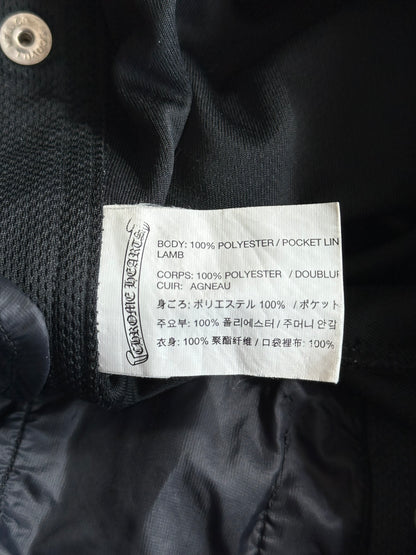 CHROME HEARTS
BCDY: 100% POLYESTER / POCKET LIN
LAMB
CORPS: 100% POLYESTER / DOUBLUR
CUIR: AGNEAU
身ごろ: ポリエステル 100% / ポケット
주요부: 100% 폴리에스터 / 주머니 안감
衣身: 100% 聚酯纤维 / 口袋裡布: 100%